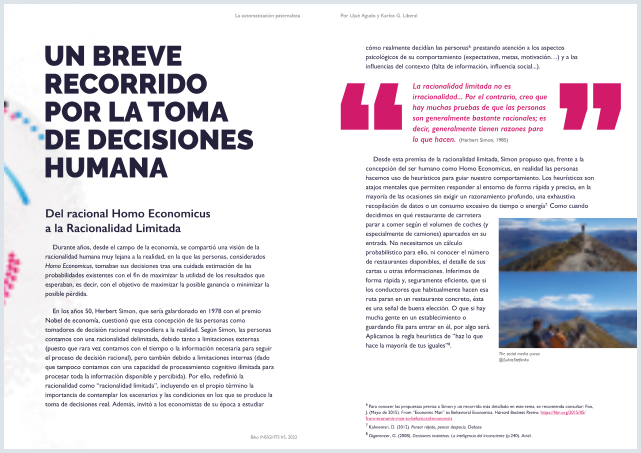 La automatización paternalista
UN BREVE
RECORRIDO
POR LA TOMA
DE DECISIONES
HUMANA
Del racional Homo Economicus
a la Racionalidad Limitada
Durante años, desde el campo de la economía, se compartió una visión de la
racionalidad humana muy lejana a la realidad, en la que las personas, considerados
Homo Economicus, tomaban sus decisiones tras una cuidada estimación de las
probabilidades existentes con el fin de maximizar la utilidad de los resultados que
esperaban, es decir, con el objetivo de maximizar la posible ganancia o minimizar la
posible pérdida.
En los años 50, Herbert Simon, que sería galardonado en 1978 con el premio
Nobel de economía, cuestionó que esta concepción de las personas como
tomadores de decisión racional respondiera a la realidad. Según Simon, las personas
contamos con una racionalidad delimitada, debido tanto a limitaciones externas
(puesto que rara vez contamos con el tiempo o la información necesaria para seguir
el proceso de decisión racional), pero también debido a limitaciones internas (dado
que tampoco contamos con una capacidad de procesamiento cognitivo ilimitada para
procesar toda la información disponible y percibida). Por ello, redefinió la
racionalidad como “racionalidad limitada”, incluyendo en el propio término la
importancia de contemplar los escenarios y las condiciones en los que se produce la
toma de decisiones real. Además, invitó a los economistas de su época a estudiar
Biko INSIGHTS #5, 2022
Por Ujué Agudo y Karlos G. Liberal
cómo realmente decidían las personas⁶ prestando atención a los aspectos
psicológicos de su comportamiento (expectativas, metas, motivación…) y a las
influencias del contexto (falta de información, influencia social...).
“
La racionalidad limitada no es
irracionalidad... Por el contrario, creo que
hay muchas pruebas de que las personas
son generalmente bastante racionales; es
decir, generalmente tienen razones para
lo que hacen. (Herbert Simon, 1985)
”
Desde esta premisa de la racionalidad limitada, Simon propuso que, frente a la
concepción del ser humano como Homo Economicus, en realidad las personas
hacemos uso de heurísticos para guiar nuestro comportamiento. Los heurísticos son
atajos mentales que permiten responder al entorno de forma rápida y precisa, en la
mayoría de las ocasiones sin exigir un razonamiento profundo, una exhaustiva
recopilación de datos o un consumo excesivo de tiempo o energía⁷. Como cuando
decidimos en qué restaurante de carretera
parar a comer según el volumen de coches (y
especialmente de camiones) aparcados en su
entrada. No necesitamos un cálculo
probabilístico para ello, ni conocer el número
de restaurantes disponibles, el detalle de sus
cartas u otras informaciones. Inferimos de
forma rápida y, seguramente eficiente, que si
los conductores que habitualmente hacen esa
ruta paran en un restaurante concreto, ésta
es una señal de buena elección. O que si hay
mucha gente en un establecimiento o
guardando fila para entrar en él, por algo será.
Aplicamos la regla heurística de “haz lo que
hace la mayoría de tus iguales”⁸.
The social media queue
⁶ Para conocer las propuestas previas a Simon y un recorrido más detallado en este tema, se recomienda consultar: Fox,
J. (Mayo de 2015). From “Economic Man” to Behavioral Economics. Harvard Business Review. https://hbr.org/2015/05/
from-economic-man-to-behavioral-economics
⁷ Kahneman, D. (2012). Pensar rápido, pensar despacio. Debate
⁸ Gigerenzer, G. (2008). Decisiones instintivas. La inteligencia del inconsciente (p.240). Ariel.